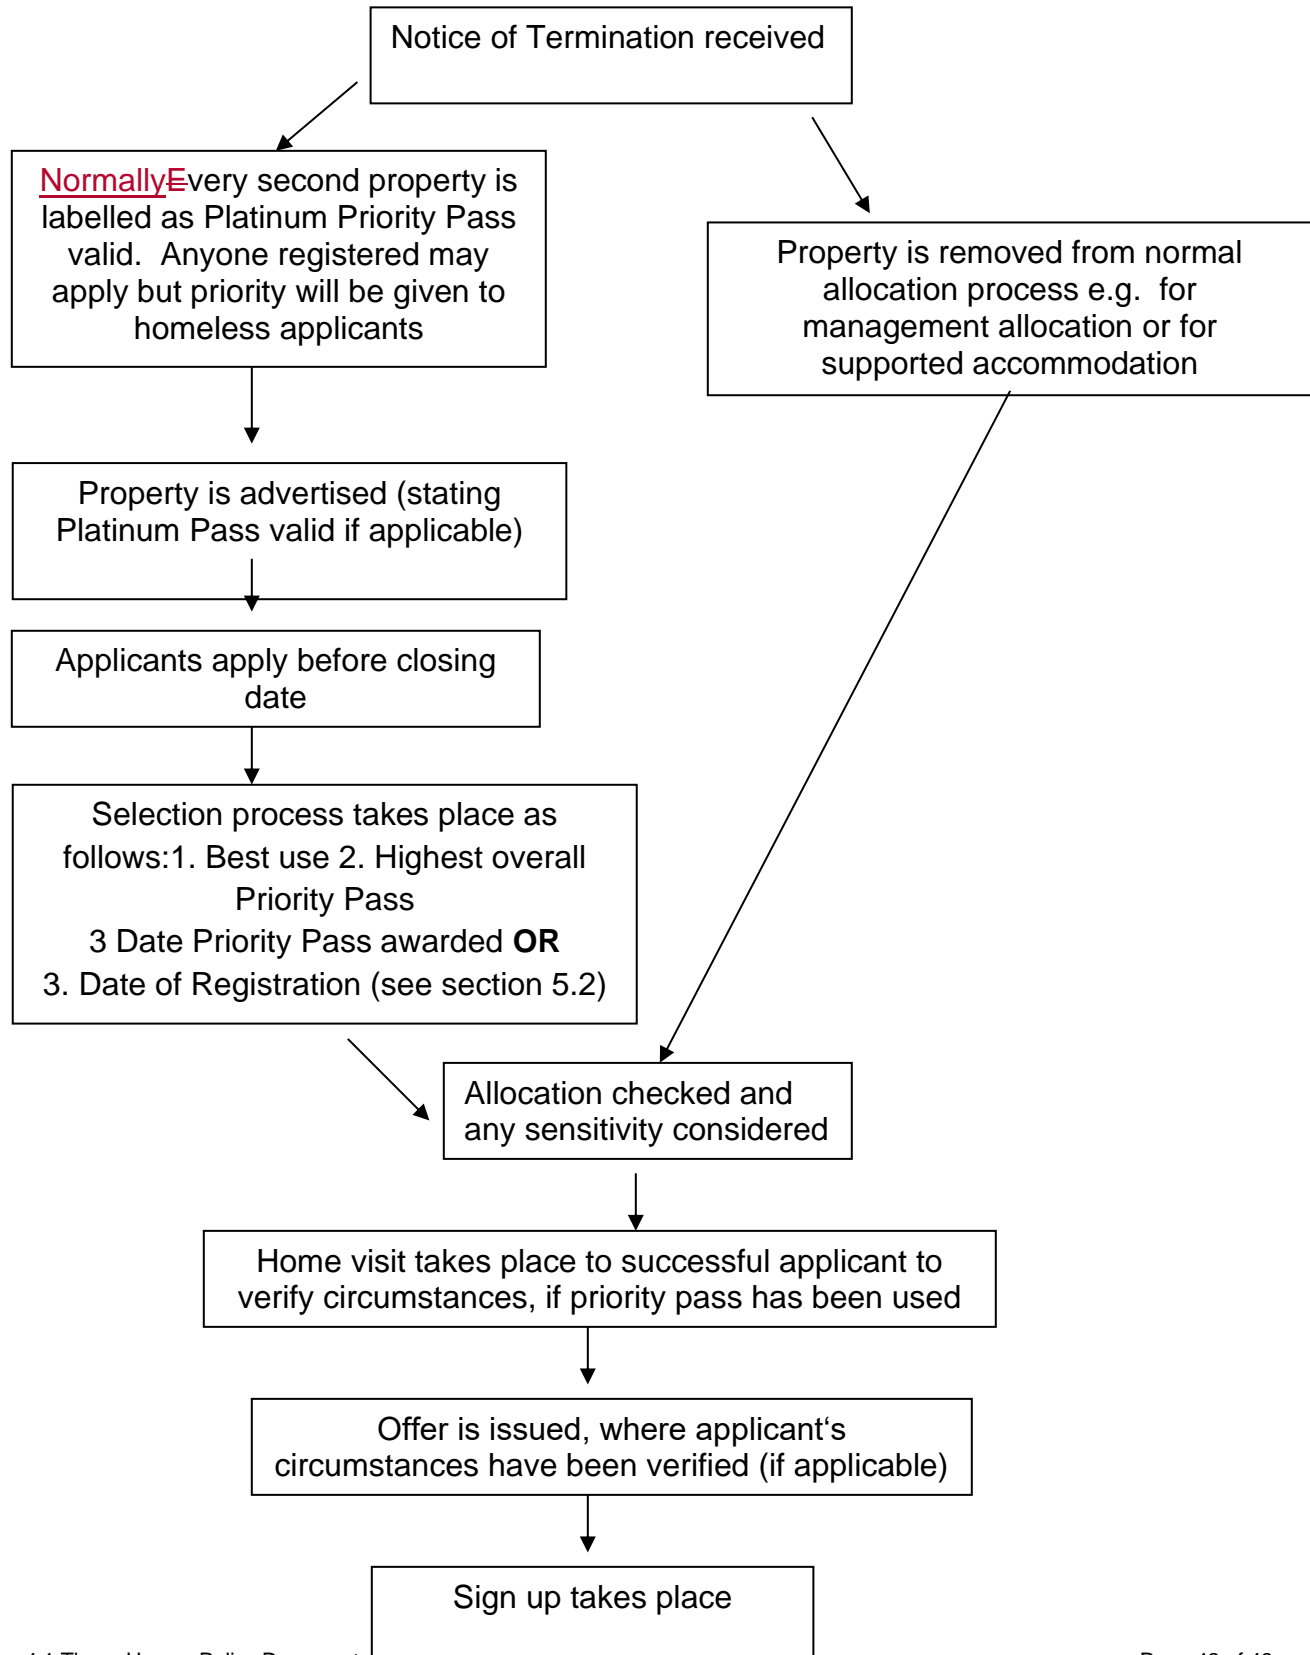 Notice of Termination received
NormallyEvery second property is
labelled as Platinum Priority Pass
valid.  Anyone registered may
apply but priority will be given to
homeless applicants
Property is removed from normal
allocation process e.g.  for
management allocation or for
supported accommodation
Property is advertised (stating
Platinum Pass valid if applicable)
Applicants apply before closing
date
Selection process takes place as
follows:1. Best use 2. Highest overall
Priority Pass
3 Date Priority Pass awarded OR
3. Date of Registration (see section 5.2)
Allocation checked and
any sensitivity considered
Home visit takes place to successful applicant to
verify circumstances, if priority pass has been used
Offer is issued, where applicant‘s
circumstances have been verified (if applicable)
Sign up takes place